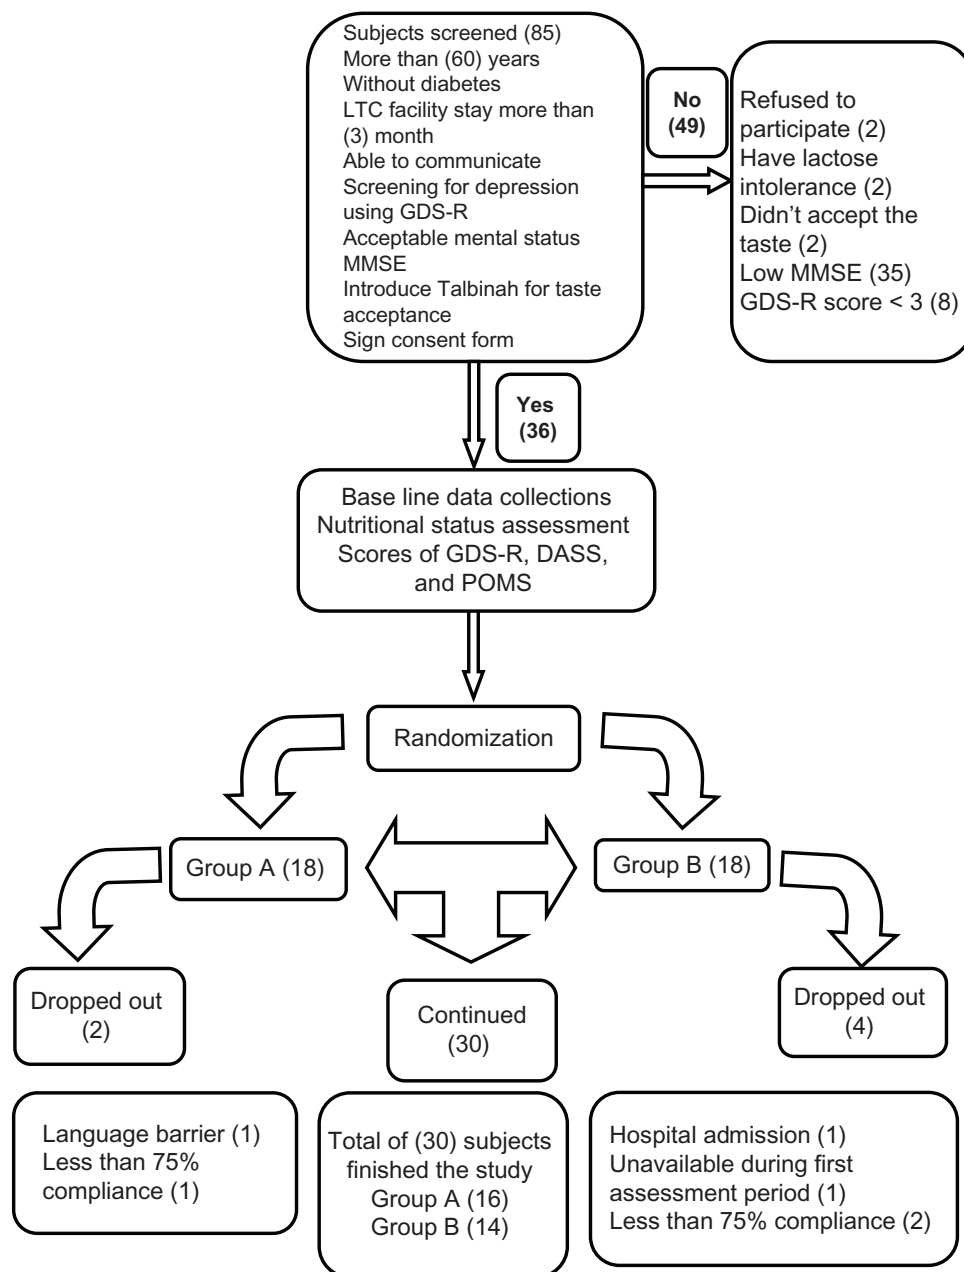 Subjects screened (85)
More than (60) years
Without diabetes
LTC facility stay more than
(3) month
Able to communicate
Screening for depression
using GDS-R
Acceptable mental status
MMSE
Introduce Talbinah for taste
acceptance
Sign consent form
No
(49)
Refused to
participate (2)
Have lactose
intolerance (2)
Didn’t accept the
taste (2)
Low MMSE (35)
GDS-R score < 3 (8)
Yes
(36)
Base line data collections
Nutritional status assessment
Scores of GDS-R, DASS,
and POMS
Randomization
Group A (18)
Group B (18)
Dropped out
(2)
Continued
(30)
Dropped out
(4)
Language barrier (1)
Less than 75%
compliance (1)
Total of (30) subjects
finished the study
Group A (16)
Group B (14)
Hospital admission (1)
Unavailable during first
assessment period (1)
Less than 75% compliance (2)